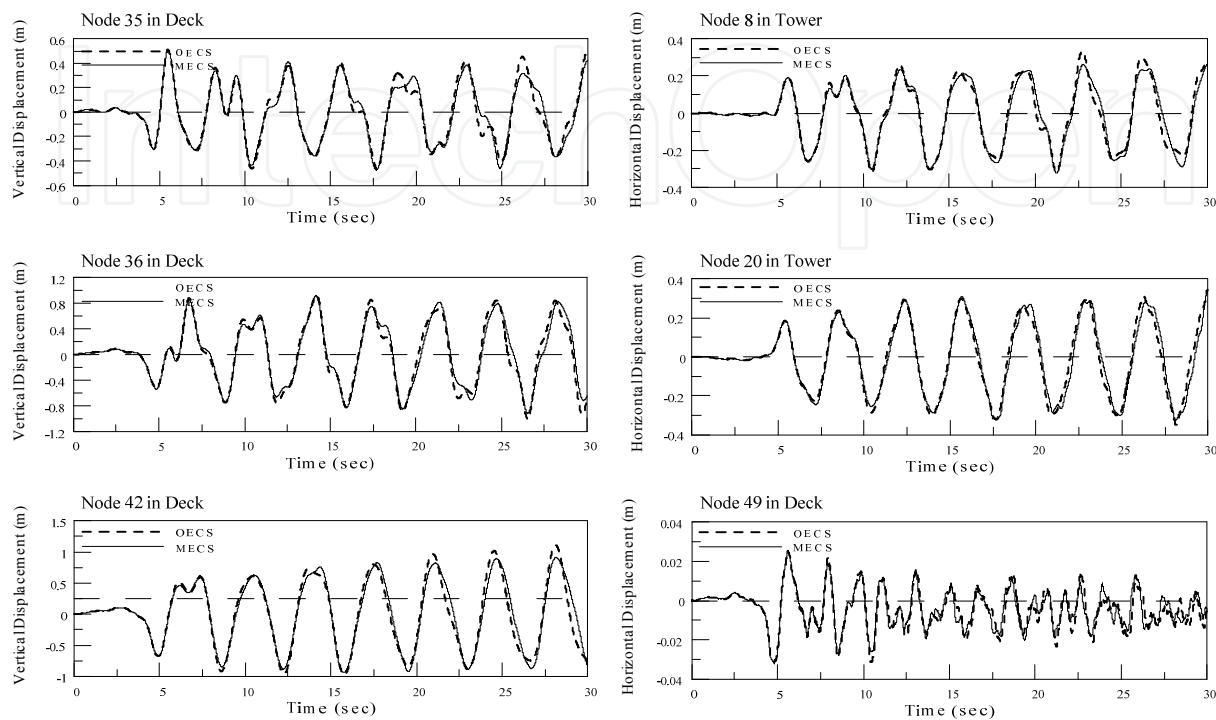 Node 35 in Deck
Vertical Displacement (m)
0.6
0.4
0.2
0
-0.2
-0.4
-0.6
OECS
MECS
0 5 10 15 20 25 30
Time (sec)
Node 8 in Tower
Horizontal Displacement (m)
0.4
0.2
0
-0.2
-0.4
OECS
MECS
0 5 10 15 20 25 30
Time (sec)
Node 36 in Deck
Vertical Displacement (m)
1.2
0.8
0.4
0
-0.4
-0.8
-1.2
OECS
MECS
0 5 10 15 20 25 30
Time (sec)
Node 20 in Tower
Horizontal Displacement (m)
0.4
0.2
0
-0.2
-0.4
OECS
MECS
0 5 10 15 20 25 30
Time (sec)
Node 42 in Deck
Vertical Displacement (m)
1.5
1
0.5
0
-0.5
-1
OECS
MECS
0 5 10 15 20 25 30
Time (sec)
Node 49 in Deck
Horizontal Displacement (m)
0.04
0.02
0
-0.02
-0.04
OECS
MECS
0 5 10 15 20 25 30
Time (sec)
IntechOpen